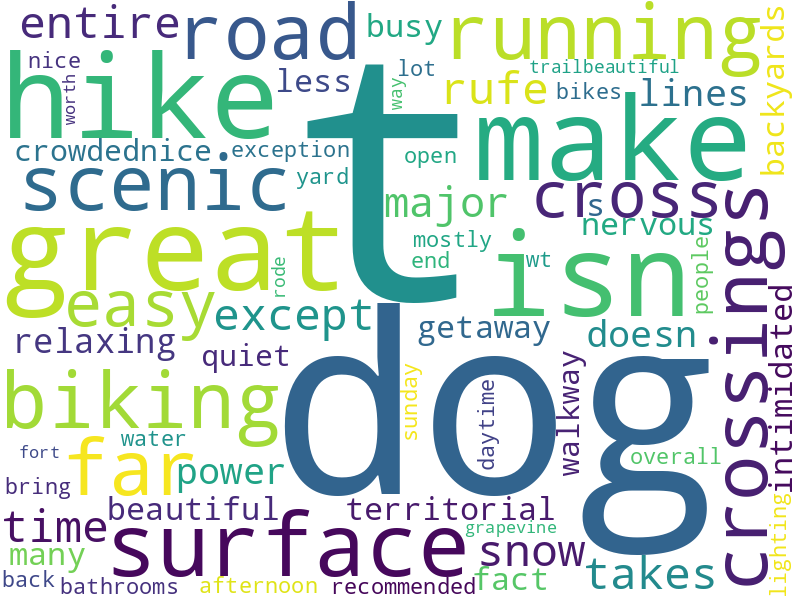 entire
road
busy
running
backyards
nice
hike
less
lot
trailbeautiful
worth
way
rufe
bikes
lines
t
make
crowdednice
exception
open
scenic
yard
major
cross
s
nervous
crossings
great
mostly
isn
wt
end
rode
people
easy
except
getaway
doesn
relaxing
quiet
intimidated
biking
dog
sunday
daytime
walkway
water
fort
far
power
overall
bring
beautiful
territorial
lighting
time
surface
grapevine
snow
many
back
bathrooms
afternoon
recommended
fact
takes